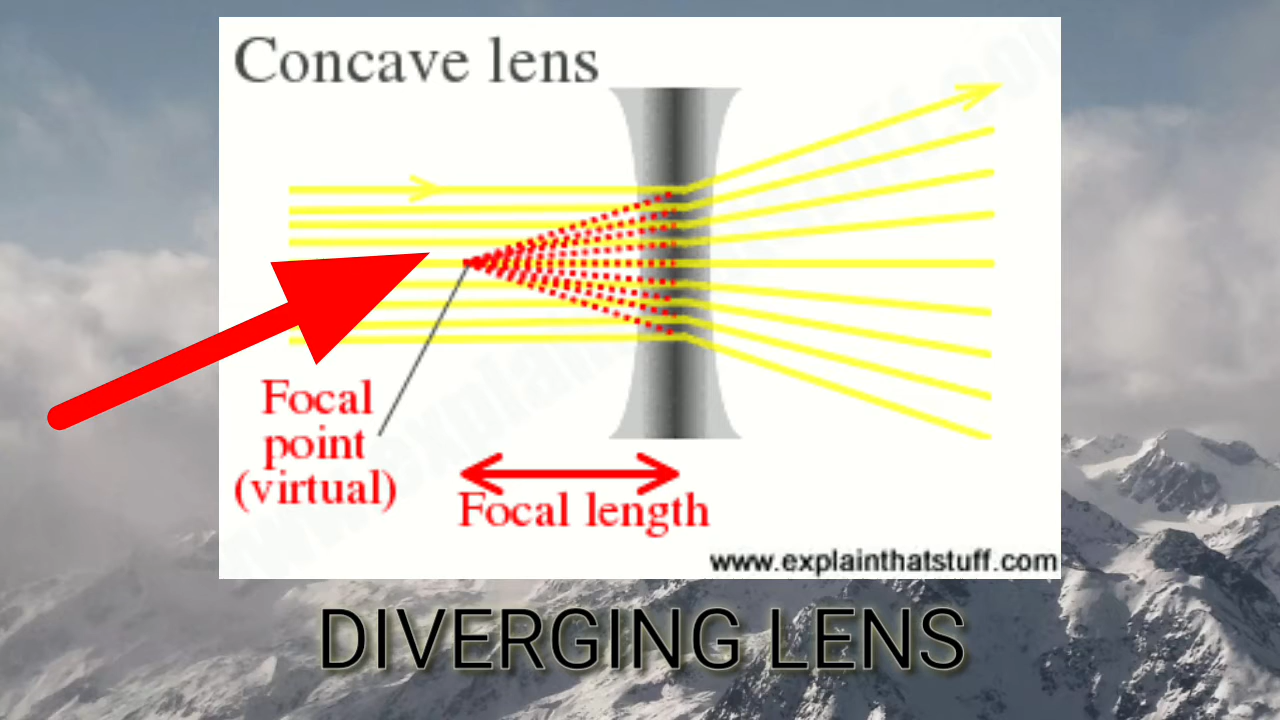 Concave lens
Focal
point
(virtual)
Focal length
www.explainthatstuff.com
DIVERGING LENS